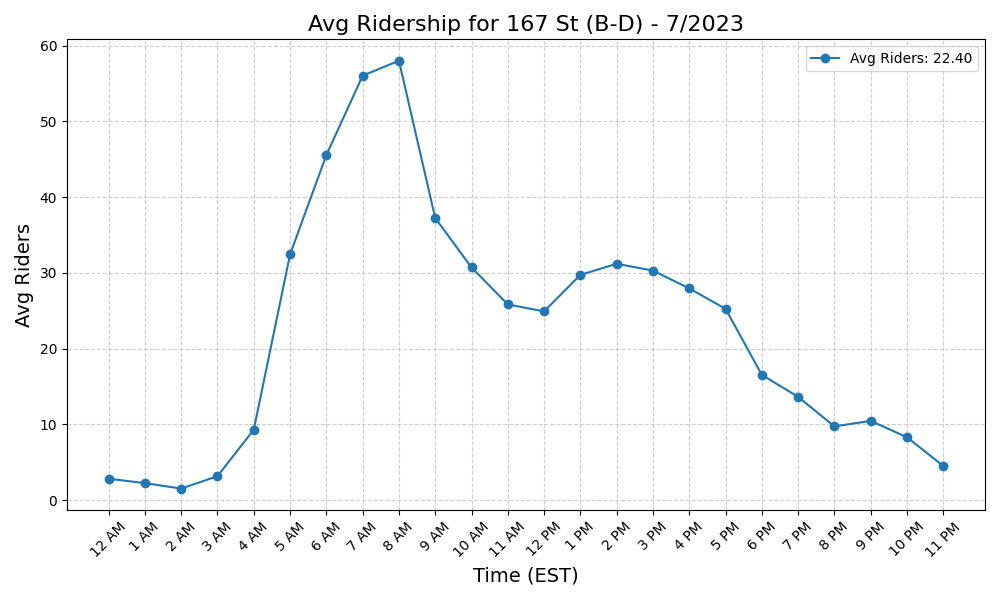 Avg Ridership for 167 St (B-D) - 7/2023
Avg Riders: 22.40
Avg Riders
60
50
40
30
20
10
0
12 AM
1 AM
2 AM
3 AM
4 AM
5 AM
6 AM
7 AM
8 AM
9 AM
10 AM
11 AM
12 PM
1 PM
2 PM
3 PM
4 PM
5 PM
6 PM
7 PM
8 PM
9 PM
10 PM
11 PM
Time (EST)